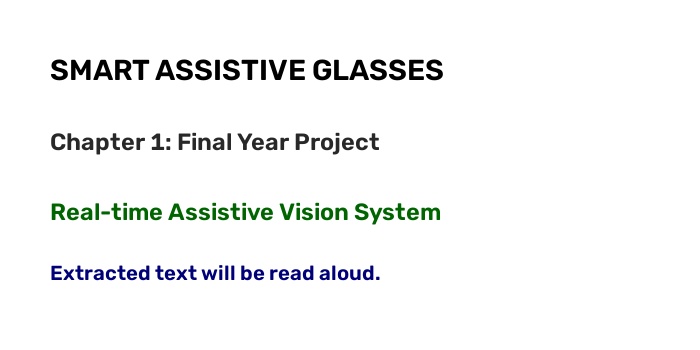 SMART ASSISTIVE GLASSES
Chapter 1: Final Year Project
Real-time Assistive Vision System
Extracted text will be read aloud.